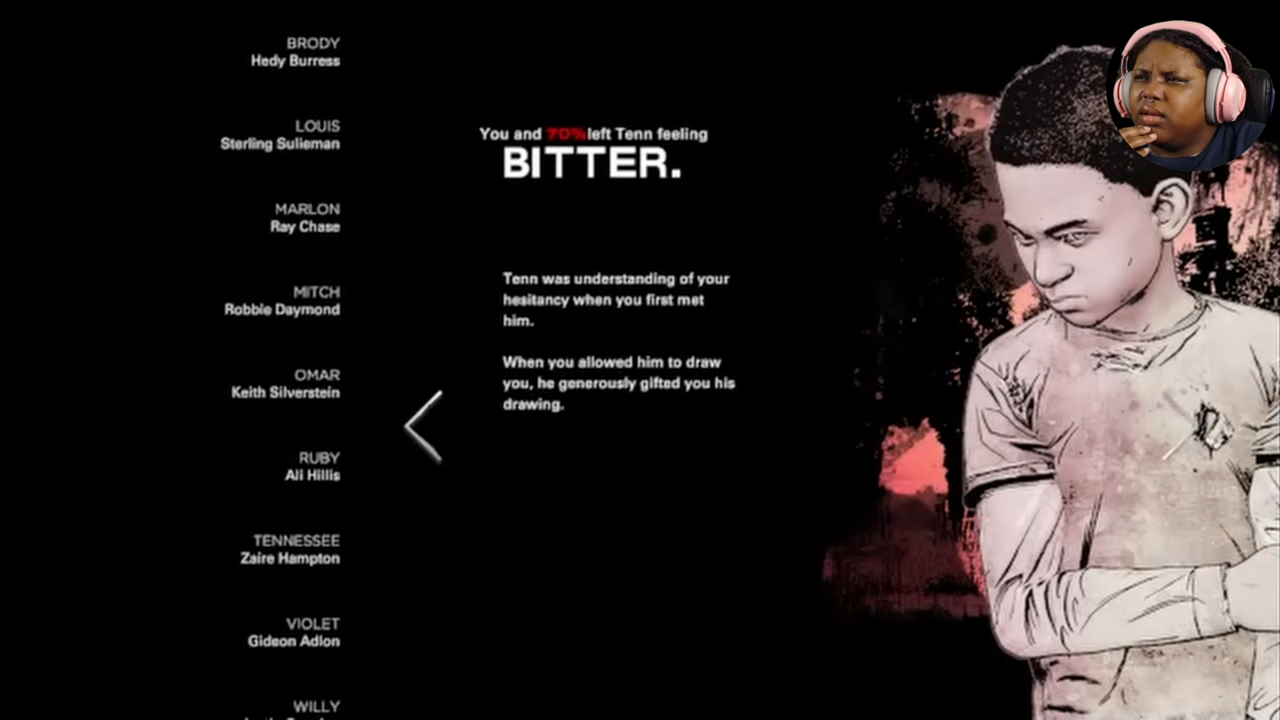 BRODY
Hedy Burress
LOUIS
Sterling Sulieman
MARLON
Ray Chase
MITCH
Robbie Daymond
OMAR
Keith Silverstein
RUBY
Ali Hillis
TENNESSEE
Zaire Hampton
VIOLET
Gideon Adlon
WILLY
You and 70% left Tenn feeling
BITTER.
Tenn was understanding of your
hesitancy when you first met
him.
When you allowed him to draw
you, he generously gifted you his
drawing.